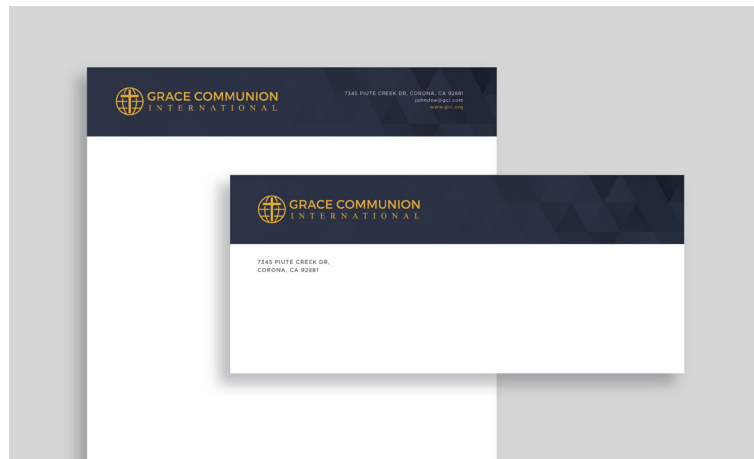 GRACE COMMUNION
INTERNATIONAL
7345 PIUTE CREEK DR, CORONA, CA 92881
johndoe@gci.com
www.gci.org
GRACE COMMUNION
INTERNATIONAL
7345 PIUTE CREEK DR,
CORONA, CA 92881